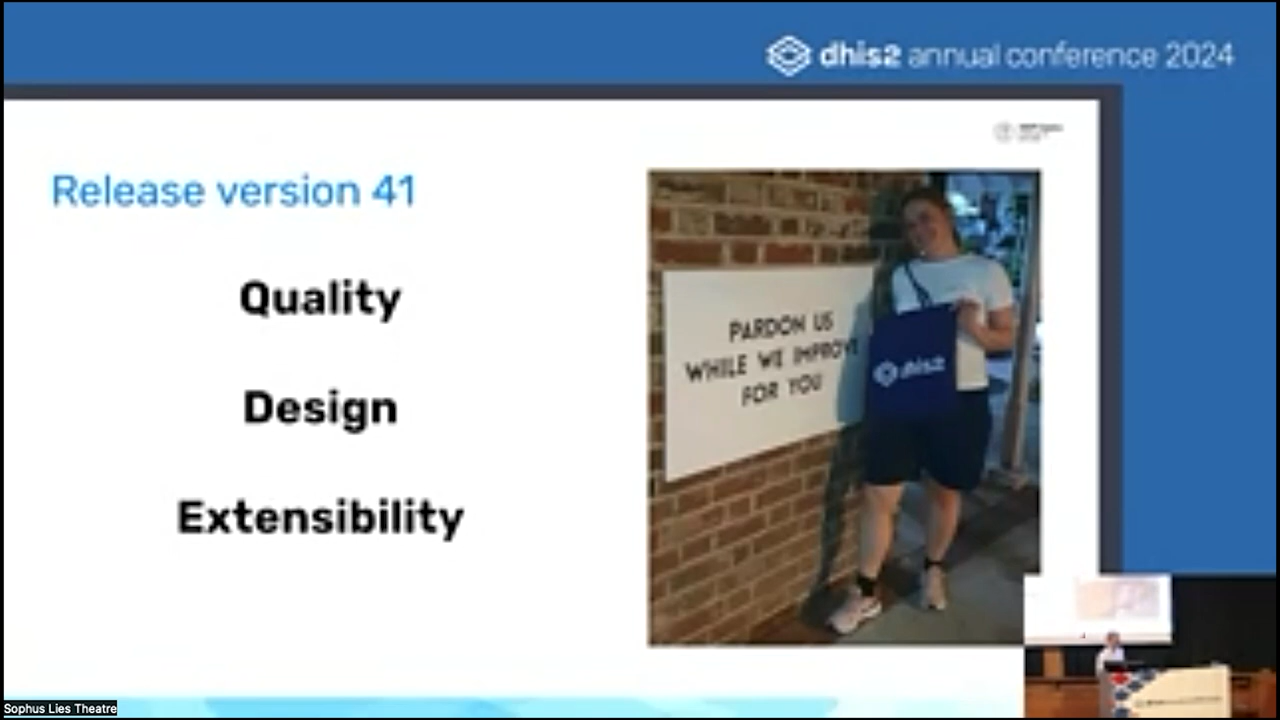 dhis2 annual conference 2024
Release version 41
Quality
Design
Extensibility
PARDON US
WHILE WE IMPROVE
FOR YOU
dhis2
Sophus Lies Theatre